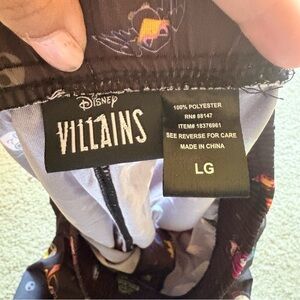 Disney
VILLAINS
100% POLYESTER
RN# 88147
ITEM# 18376981
SEE REVERSE FOR CARE
MADE IN CHINA
LG